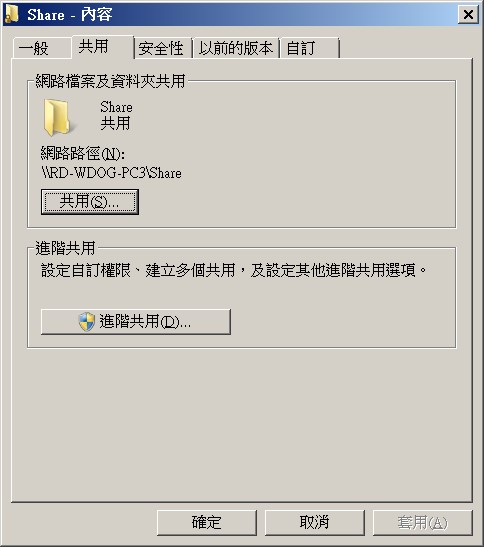 Share - 內容
一般
共用
安全性
以前的版本
自訂
網路檔案及資料夾共用
Share
共用
網路路徑(N):
\\RD-WDOG-PC3\Share
共用(S)...
進階共用
設定自訂權限、建立多個共用，及設定其他進階共用選項。
進階共用(D)...
確定
取消
套用(A)